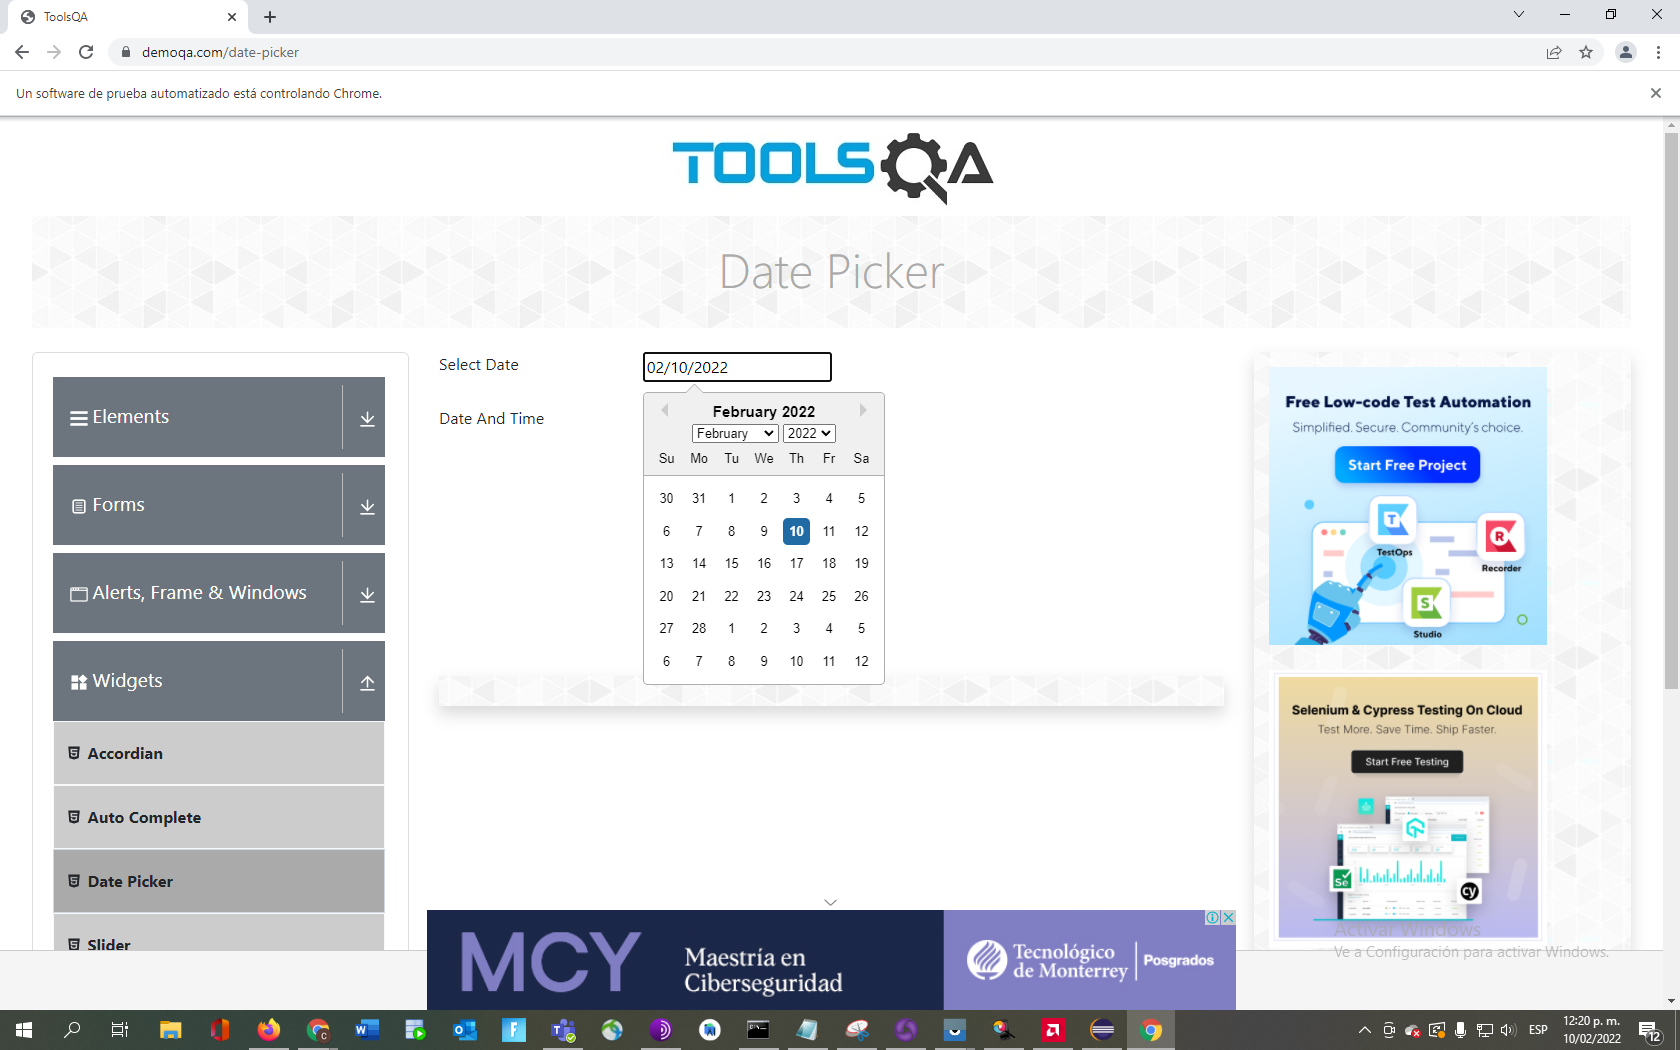 ToolsQA
demoqa.com/date-picker
Un software de prueba automatizado está controlando Chrome.
TOOLSQA
Date Picker
Elements
Forms
Alerts, Frame & Windows
Widgets
Accordian
Auto Complete
Date Picker
Slider
Select Date
02/10/2022
Date And Time
February 2022
February 2022
Su Mo Tu We Th Fr Sa
30 31 1 2 3 4 5
6 7 8 9 10 11 12
13 14 15 16 17 18 19
20 21 22 23 24 25 26
27 28 1 2 3 4 5
6 7 8 9 10 11 12
Free Low-code Test Automation
Simplified. Secure. Community's choice.
Start Free Project
TestOps
Recorder
Studio
Selenium & Cypress Testing On Cloud
Test More. Save Time. Ship Faster.
Start Free Testing
Se
cy
Activar Windows
Ve a Configuración para activar Windows.
MCY
Maestría en
Ciberseguridad
Tecnológico
de Monterrey
Posgrados
ESP
12:20 p. m.
10/02/2022
12